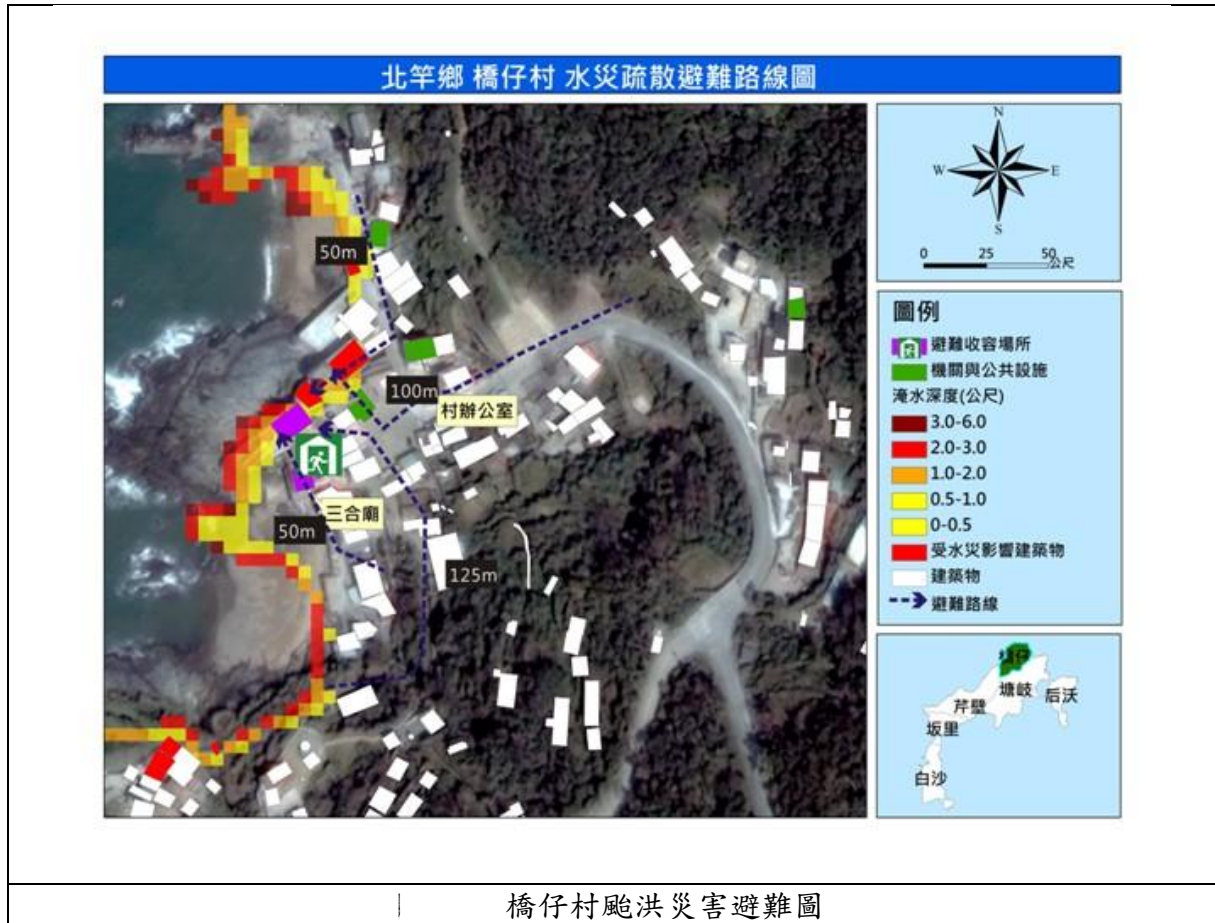 北竿鄉 橋仔村 水災疏散避難路線圖
N
W
E
S
0
25
50公尺
50m
100m
村辦公室
三合廟
50m
125m
圖例
避難收容場所
機關與公共設施
淹水深度(公尺)
3.0-6.0
2.0-3.0
1.0-2.0
0.5-1.0
0-0.5
受水災影響建築物
建築物
避難路線
橋仔
塘岐
后沃
芹壁
坂里
白沙
橋仔村颱洪災害避難圖